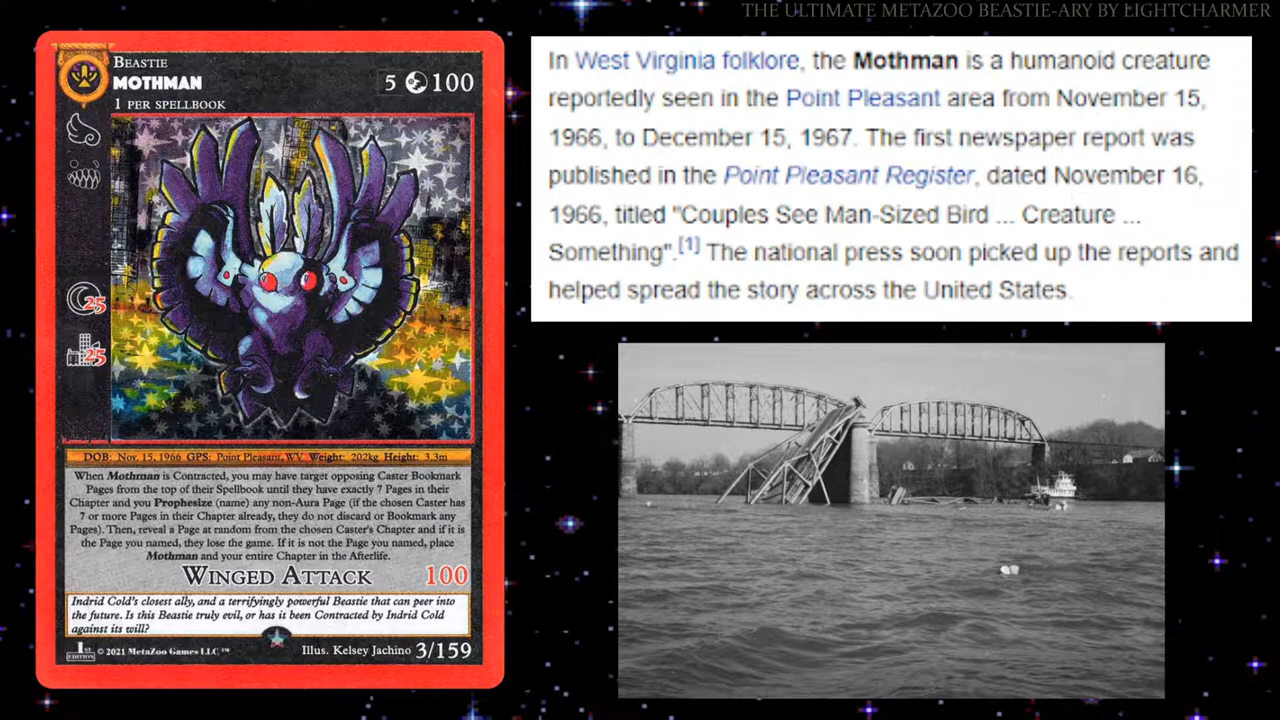 THE ULTIMATE METAZOO BEASTIE-ARY BY LIGHTCHARMER
BEASTIE
MOTHMAN
5 100
1 PER SPELLBOOK
25
25
DOB: Nov. 15, 1966 GPS: Point Pleasant, WV Weight: 202kg Height: 3.3m
When Mothman is Contracted, you may have target opposing Caster Bookmark
Pages from the top of their Spellbook until they have exactly 7 Pages in their
Chapter and you Prophesize (name) any non-Aura Page (if the chosen Caster has
7 or more Pages in their Chapter already, they do not discard or Bookmark any
Pages). Then, reveal a Page at random from the chosen Caster's Chapter and if it is
the Page you named, they lose the game. If it is not the Page you named, place
Mothman and your entire Chapter in the Afterlife.
WINGED ATTACK 100
Indrid Cold's closest ally, and a terrifyingly powerful Beastie that can peer into
the future. Is this Beastie truly evil, or has it been Contracted by Indrid Cold
against its will?
1ST
EDITION
© 2021 MetaZoo Games LLC™ Illus. Kelsey Jachino 3/159
In West Virginia folklore, the Mothman is a humanoid creature
reportedly seen in the Point Pleasant area from November 15,
1966, to December 15, 1967. The first newspaper report was
published in the Point Pleasant Register, dated November 16,
1966, titled "Couples See Man-Sized Bird ... Creature ...
Something".[1] The national press soon picked up the reports and
helped spread the story across the United States.